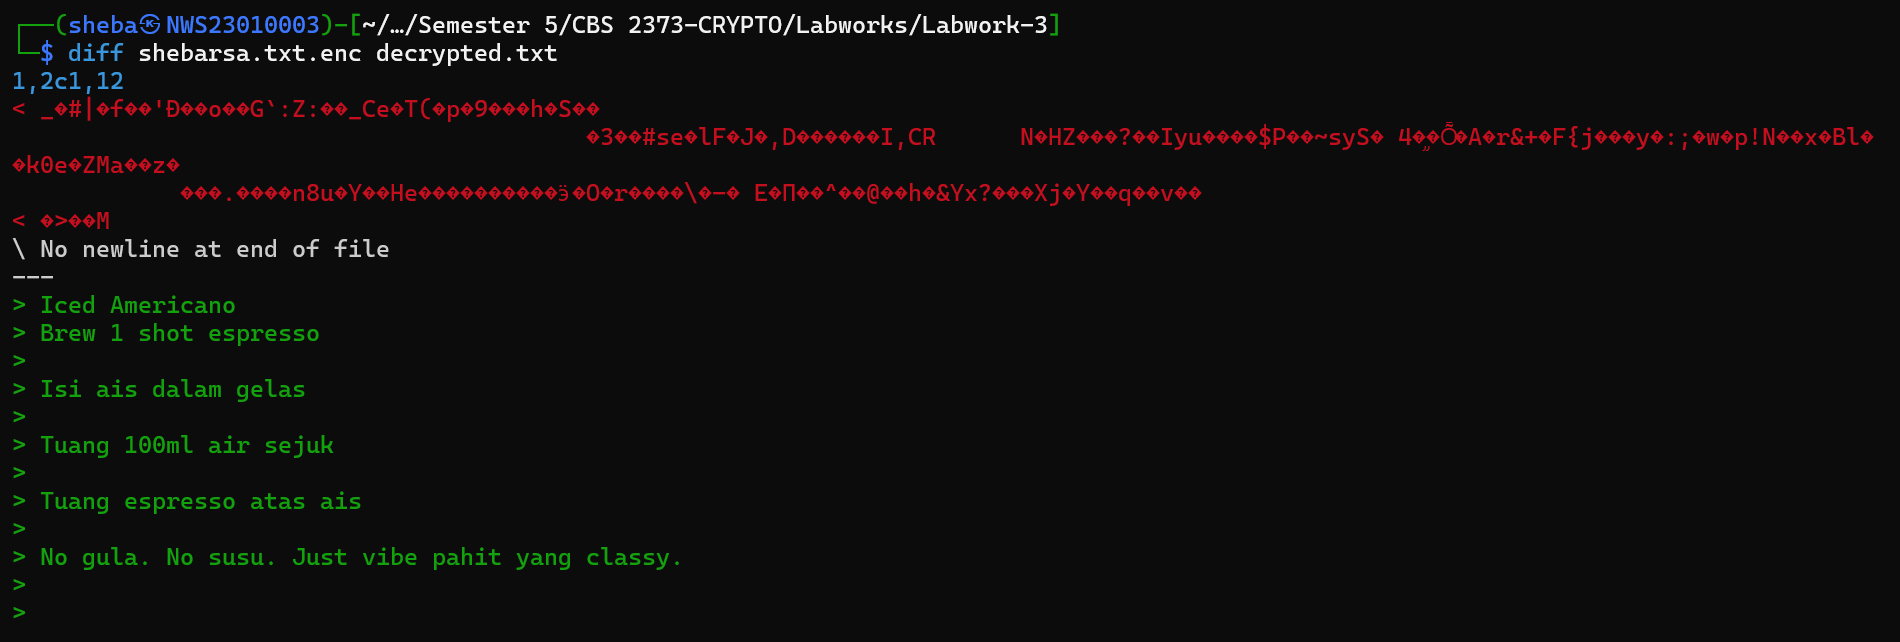 ┌──(sheba㉿NWS23010003)-[~/…/Semester 5/CBS 2373-CRYPTO/Labworks/Labwork-3]
└─$ diff shebarsa.txt.enc decrypted.txt
1,2c1,12
< _�#|�f��'Đ��o��G‵:Z:��_Ce�T(�p�9���h�S��
�3��#se�lF�J�,D������I,CR N�HZ���?��Iyu����$P��~syS� 4��Õ�A�r&+�F{j���y�:;�w�p!N��x�Bl�
�k0e�ZMa��z�
���.����n8u�Y��He����������ӭ�O�r����\�-� E�Π��^��@��h�&Yx?���Xj�Y��q��v��
< �>��M
\ No newline at end of file
---
> Iced Americano
> Brew 1 shot espresso
>
> Isi ais dalam gelas
>
> Tuang 100ml air sejuk
>
> Tuang espresso atas ais
>
> No gula. No susu. Just vibe pahit yang classy.
>
>